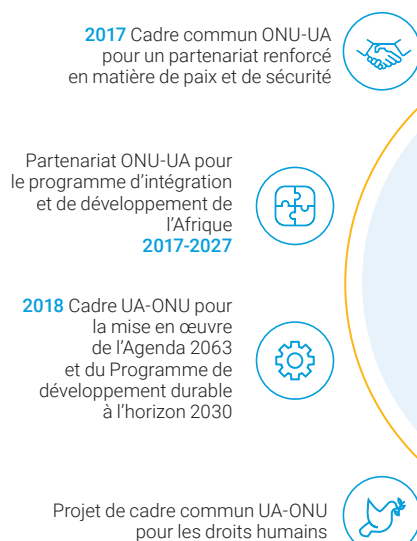 2017 Cadre commun ONU-UA
pour un partenariat renforcé
en matière de paix et de sécurité
Partenariat ONU-UA pour
le programme d'intégration
et de développement de
l'Afrique
2017-2027
2018 Cadre UA-ONU pour
la mise en œuvre
de l'Agenda 2063
et du Programme de
développement durable
à l'horizon 2030
Projet de cadre commun UA-ONU
pour les droits humains